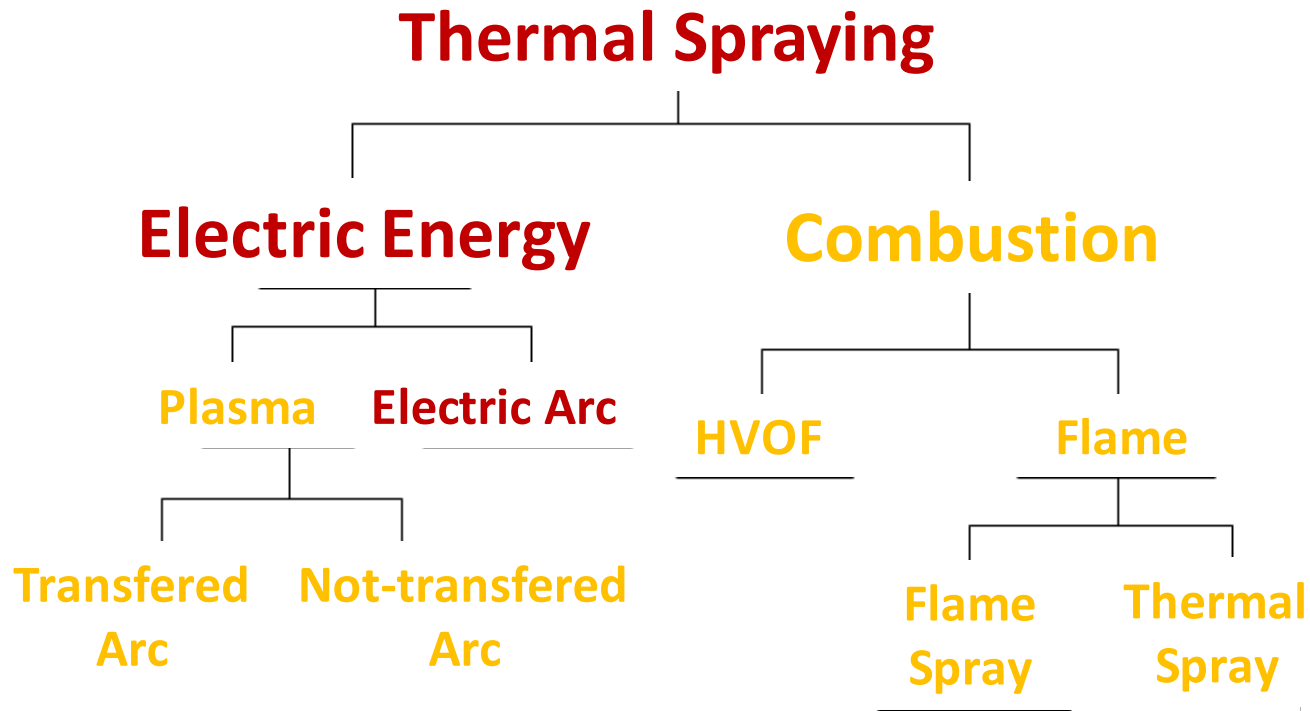 Thermal Spraying
Electric Energy
Combustion
Plasma
Electric Arc
HVOF
Flame
Transfered
Arc
Not-transfered
Arc
Flame
Spray
Thermal
Spray